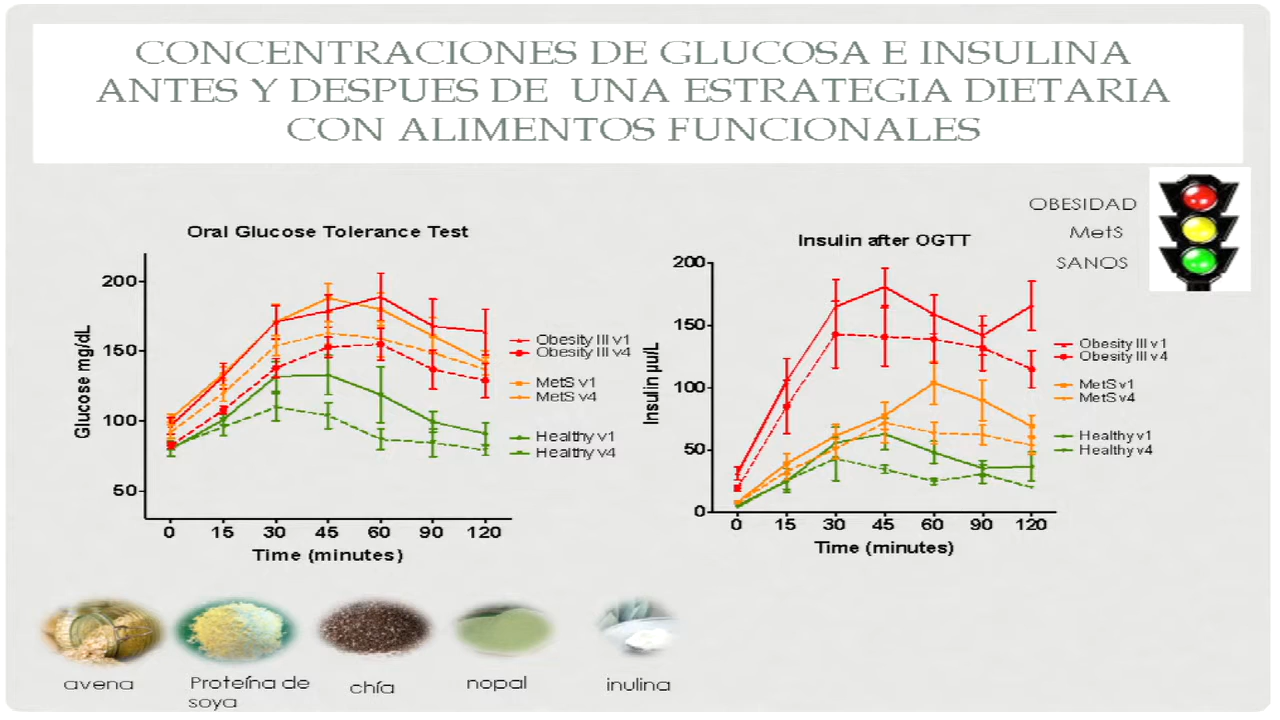 CONCENTRACIONES DE GLUCOSA E INSULINA
ANTES Y DESPUES DE UNA ESTRATEGIA DIETARIA
CON ALIMENTOS FUNCIONALES
OBESIDAD
MetS
SANOS
Oral Glucose Tolerance Test
Glucose mg/dL
200
150
100
50
0 15 30 45 60 90 120
Time (minutes)
Obesity III v1
Obesity III v4
MetS v1
MetS v4
Healthy v1
Healthy v4
Insulin after OGTT
Insulin µu/L
200
150
100
50
0
0 15 30 45 60 90 120
Time (minutes)
Obesity III v1
Obesity III v4
MetS v1
MetS v4
Healthy v1
Healthy v4
avena
Proteína de
soya
chía
nopal
inulina